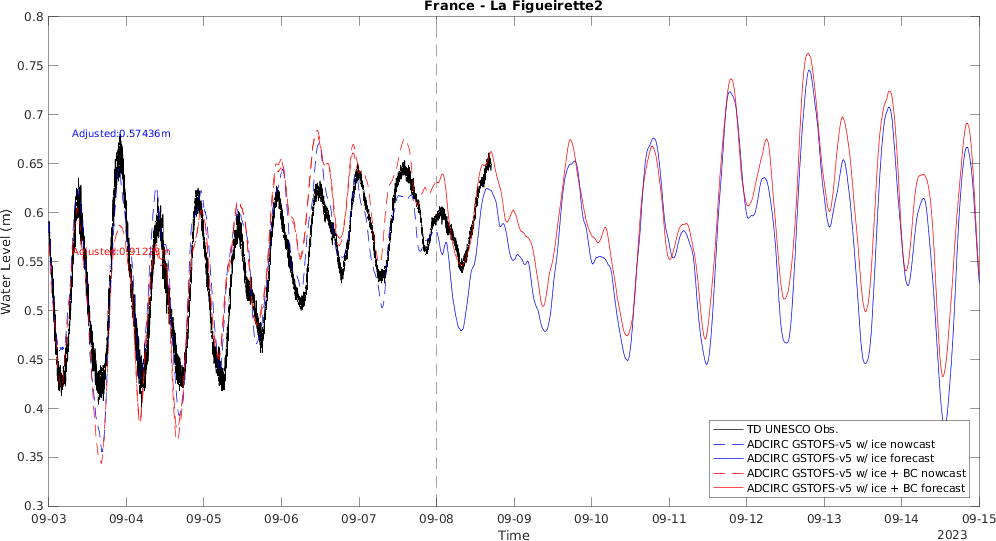 France - La Figueirette2
0.8
0.75
0.7
0.65
0.6
0.55
0.5
0.45
0.4
0.35
0.3
Water Level (m)
Adjusted:0.57436m
TD UNESCO Obs.
ADCIRC GSTOFS-v5 w/ ice nowcast
ADCIRC GSTOFS-v5 w/ ice forecast
ADCIRC GSTOFS-v5 w/ ice + BC nowcast
ADCIRC GSTOFS-v5 w/ ice + BC forecast
09-03 09-04 09-05 09-06 09-07 09-08 09-09 09-10 09-11 09-12 09-13 09-14 09-15
Time
2023